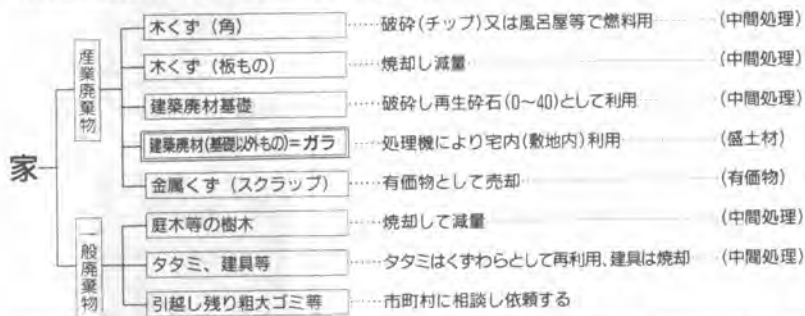 家
産業廃棄物
木くず（角）……破砕(チップ)又は風呂屋等で燃料用……(中間処理)
木くず（板もの）……焼却し減量……(中間処理)
建築廃材基礎……破砕し再生砕石(0～40)として利用……(中間処理)
建築廃材(基礎以外もの)=ガラ……処理機により宅内(敷地内)利用……(盛土材)
金属くず（スクラップ）……有価物として売却……(有価物)
一般廃棄物
庭木等の樹木……焼却して減量……(中間処理)
タタミ、建具等……タタミはくずわらとして再利用、建具は焼却……(中間処理)
引越し残り粗大ゴミ等……市町村に相談し依頼する